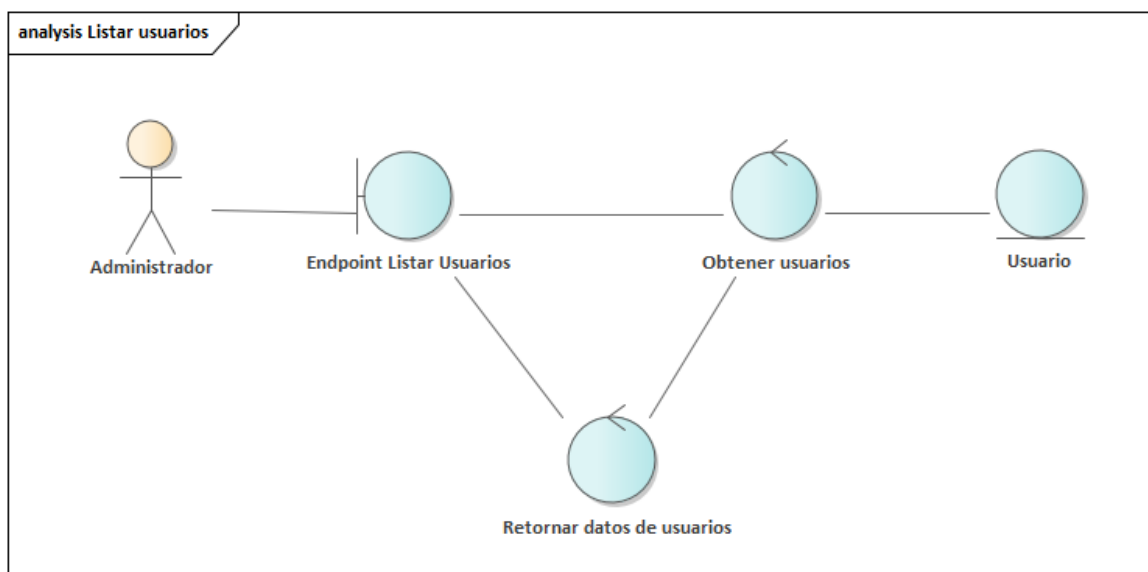 analysis Listar usuarios
Administrador
Endpoint Listar Usuarios
Obtener usuarios
Usuario
Retornar datos de usuarios